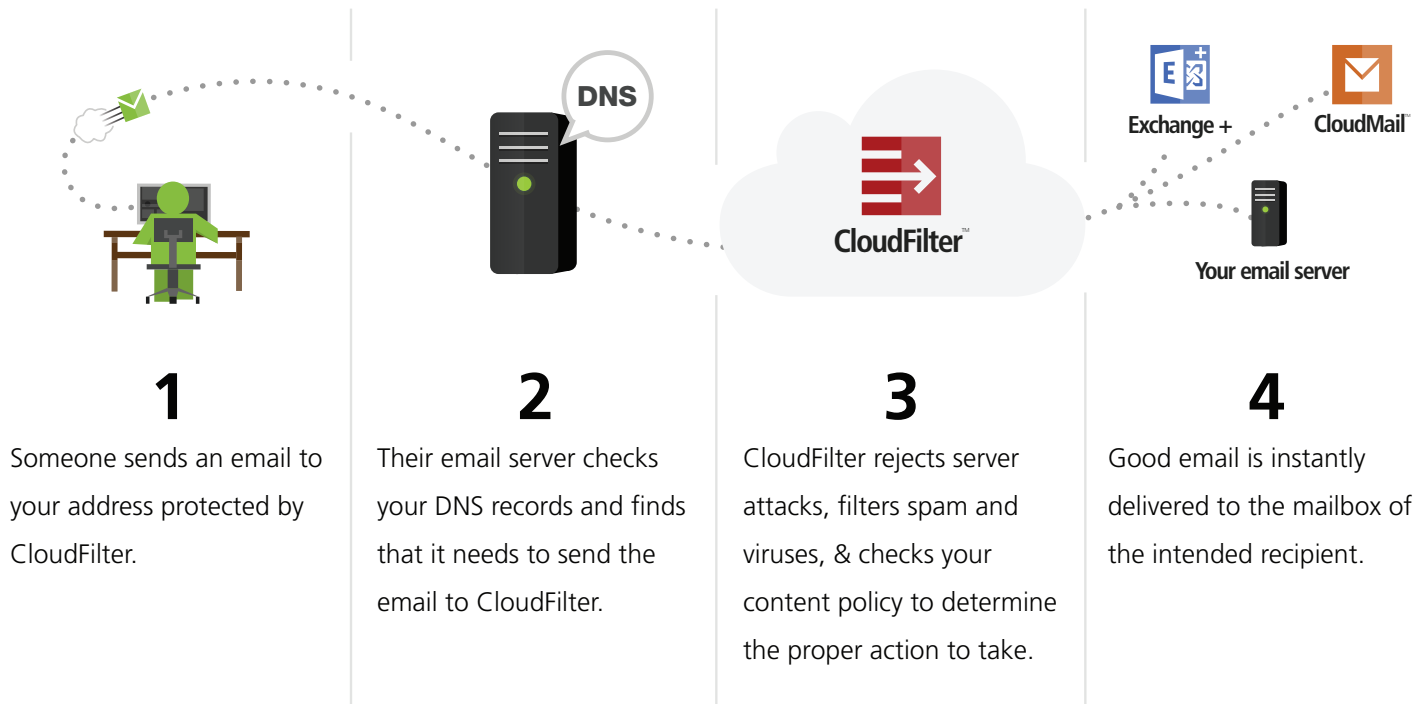 DNS
CloudFilter™
E
Exchange +
CloudMail™
Your email server
1
Someone sends an email to
your address protected by
CloudFilter.
2
Their email server checks
your DNS records and finds
that it needs to send the
email to CloudFilter.
3
CloudFilter rejects server
attacks, filters spam and
viruses, & checks your
content policy to determine
the proper action to take.
4
Good email is instantly
delivered to the mailbox of
the intended recipient.